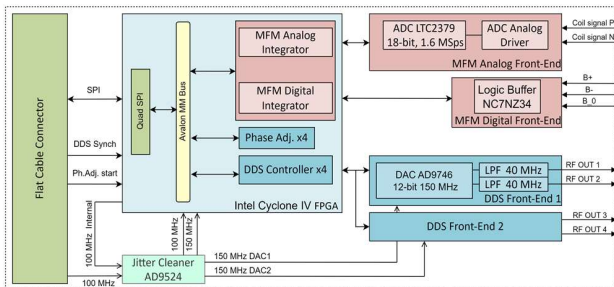 Flat Cable Connector
SPI
DDS Synch
Ph.Adj. start
100 MHz Internal
100 MHz
Quad SPI
Avalon MM Bus
MFM Analog
Integrator
MFM Digital
Integrator
Phase Adj. x4
DDS Controller x4
Intel Cyclone IV FPGA
100 MHz
150 MHz
Jitter Cleaner
AD9524
150 MHz DAC1
150 MHz DAC2
ADC LTC2379
18-bit, 1.6 MSps
ADC Analog
Driver
MFM Analog Front-End
Coil signal P
Coil signal N
Logic Buffer
NC7NZ34
MFM Digital Front-End
B+
B-
B_0
DAC AD9746
12-bit 150 MHz
LPF 40 MHz
LPF 40 MHz
DDS Front-End 1
RF OUT 1
RF OUT 2
DDS Front-End 2
RF OUT 3
RF OUT 4